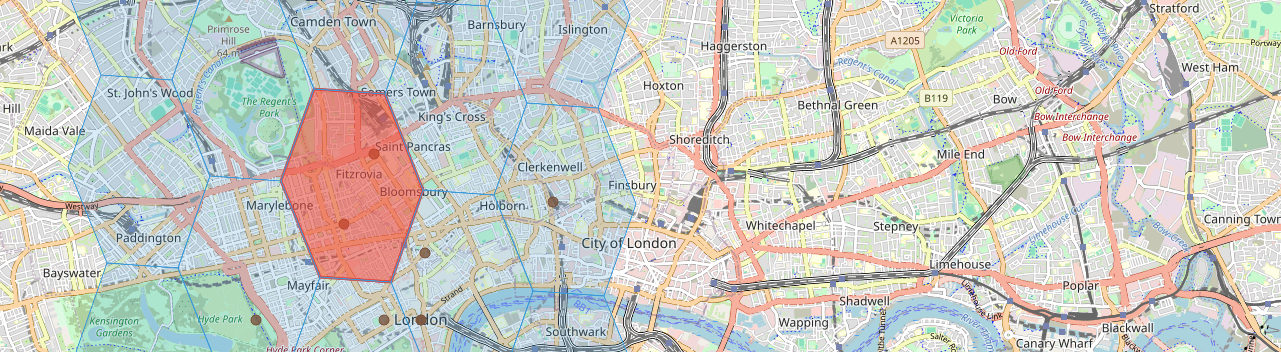 Camden Town
Barnsbury
Islington
Stratford
Primrose
Hill
64 m
Haggerston
Victoria
Park
A1205
Old Ford
Portway
West Ham
St. John's Wood
Regent's Canal
Somers Town
Hoxton
Regent's Canal
Old Ford
The Regent's
Park
Hill
Maida Vale
King's Cross
Bethnal Green
B119
Bow
Bow Interchange
Bow Interchange
Saint Pancras
Shoreditch
Mile End
Fitzrovia
Clerkenwell
Bloomsbury
Finsbury
Westway
Marylebone
Holborn
Limehouse Cut
Canning Town
Paddington
City of London
Whitechapel
Stepney
Bayswater
Limehouse
Mayfair
Strand
Poplar
Kensington
Gardens
Hyde Park
London
Shadwell
Southwark
Wapping
Blackwall
Canary Wharf
Hyde Park Corner